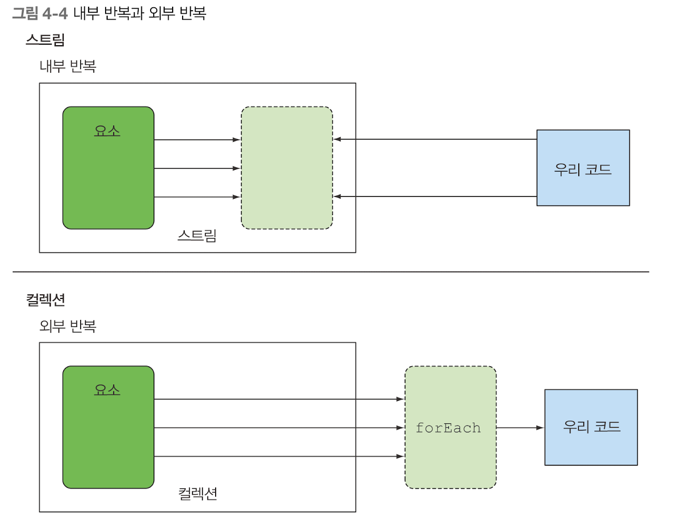 그림 4-4 내부 반복과 외부 반복
스트림
내부 반복
요소
우리 코드
스트림
컬렉션
외부 반복
요소
forEach
우리 코드
컬렉션